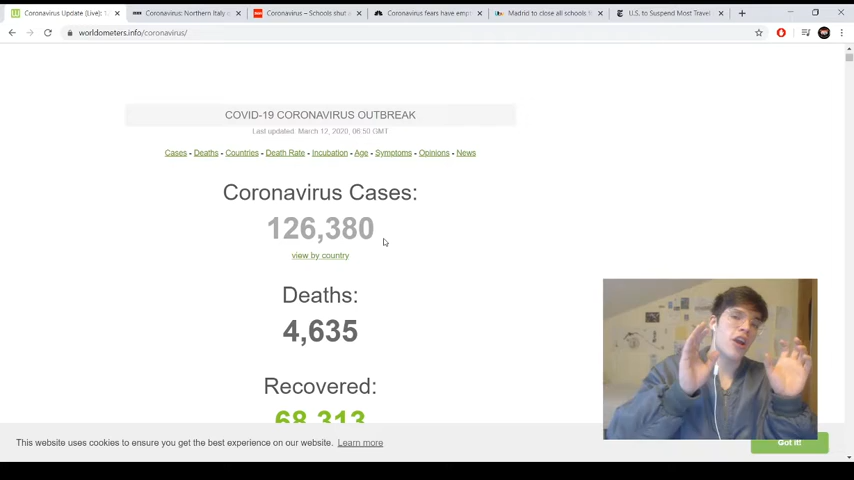 Coronavirus Update (Live): 1
Coronavirus: Northern Italy
Coronavirus – Schools shut
Coronavirus fears have emp
Madrid to close all schools f
U.S. to Suspend Most Travel
worldometers.info/coronavirus/
COVID-19 CORONAVIRUS OUTBREAK
Last updated: March 12, 2020, 06:50 GMT
Cases - Deaths - Countries - Death Rate - Incubation - Age - Symptoms - Opinions - News
Coronavirus Cases:
126,380
view by country
Deaths:
4,635
Recovered:
68,313
This website uses cookies to ensure you get the best experience on our website. Learn more
Got it!